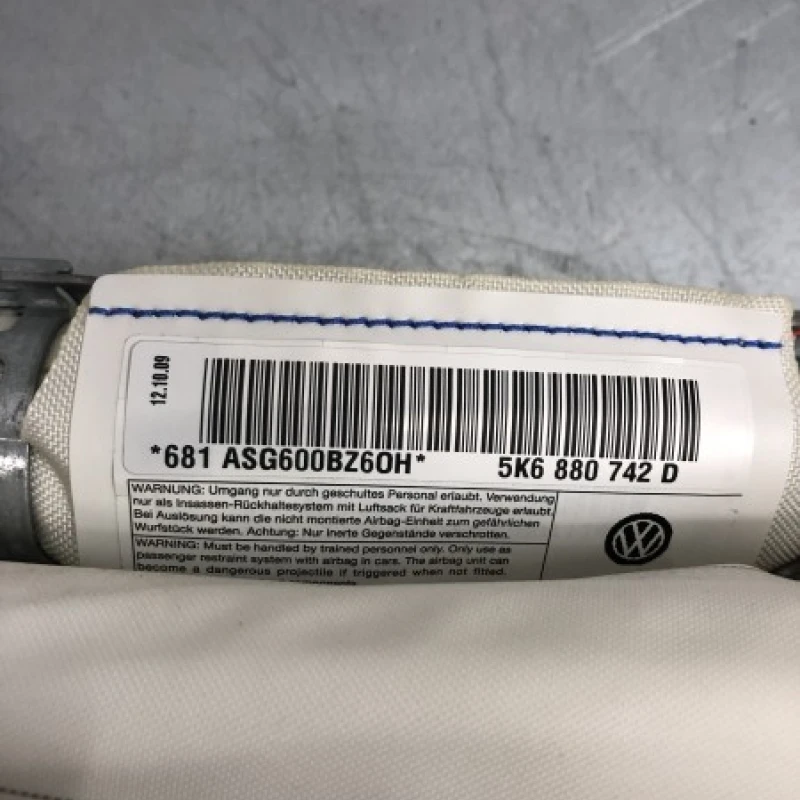 12.10.09
*681 ASG600BZ6OH* 5K6 880 742 D
WARNUNG: Umgang nur durch geschultes Personal erlaubt. Verwendung
nur als Insassen-Rückhaltesystem mit Luftsack für Kraftfahrzeuge erlaubt.
Bei Auslösung kann die nicht montierte Airbag-Einheit zum gefährlichen
Wurfstück werden. Achtung: Nur inerte Gegenstände verschrotten.
WARNING: Must be handled by trained personnel only. Only use as
passenger restraint system with airbag in cars. The airbag unit can
become a dangerous projectile if triggered when not fitted.